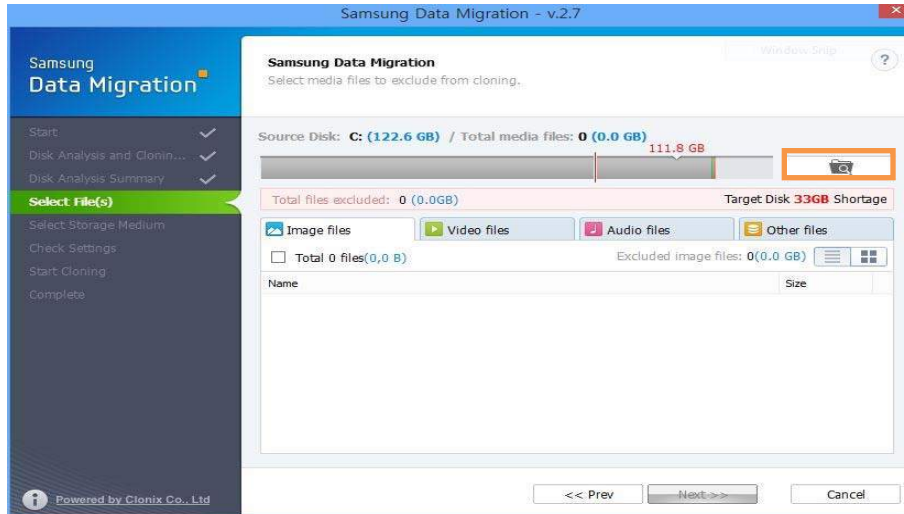 Samsung Data Migration - v.2.7
Samsung
Data Migration
Samsung Data Migration
Select media files to exclude from cloning.
Window Snip
?
Start
Disk Analysis and Clonin...
Disk Analysis Summary
Select File(s)
Select Storage Medium
Check Settings
Start Cloning
Complete
Source Disk: C: (122.6 GB) / Total media files: 0 (0.0 GB)
111.8 GB
Total files excluded: 0 (0.0GB)
Target Disk 33GB Shortage
Image files
Video files
Audio files
Other files
Total 0 files(0,0 B)
Excluded image files: 0(0.0 GB)
Name
Size
Powered by Clonix Co., Ltd
<< Prev
Next >>
Cancel